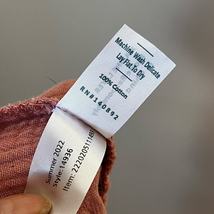 Machine Wash Delicate
Lay Flat To Dry
100% Cotton
RN#140892
Summer 2022
Style: 14936